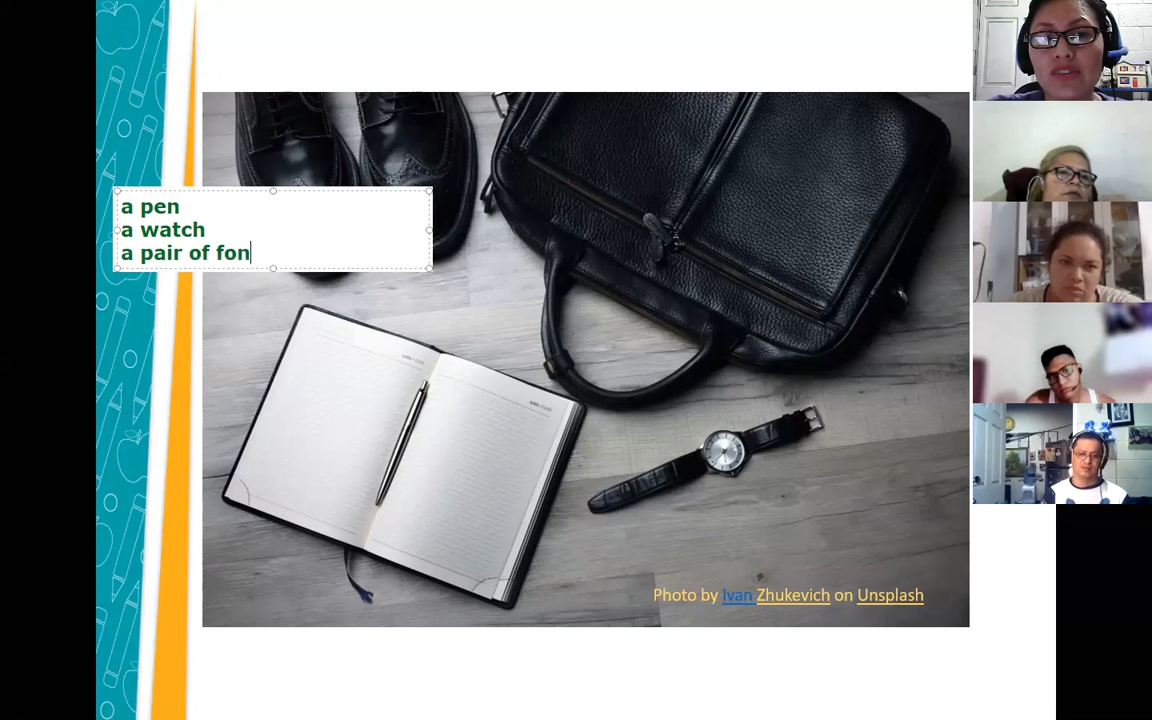 a pen
a watch
a pair of fon
Photo by Ivan Zhukevich on Unsplash